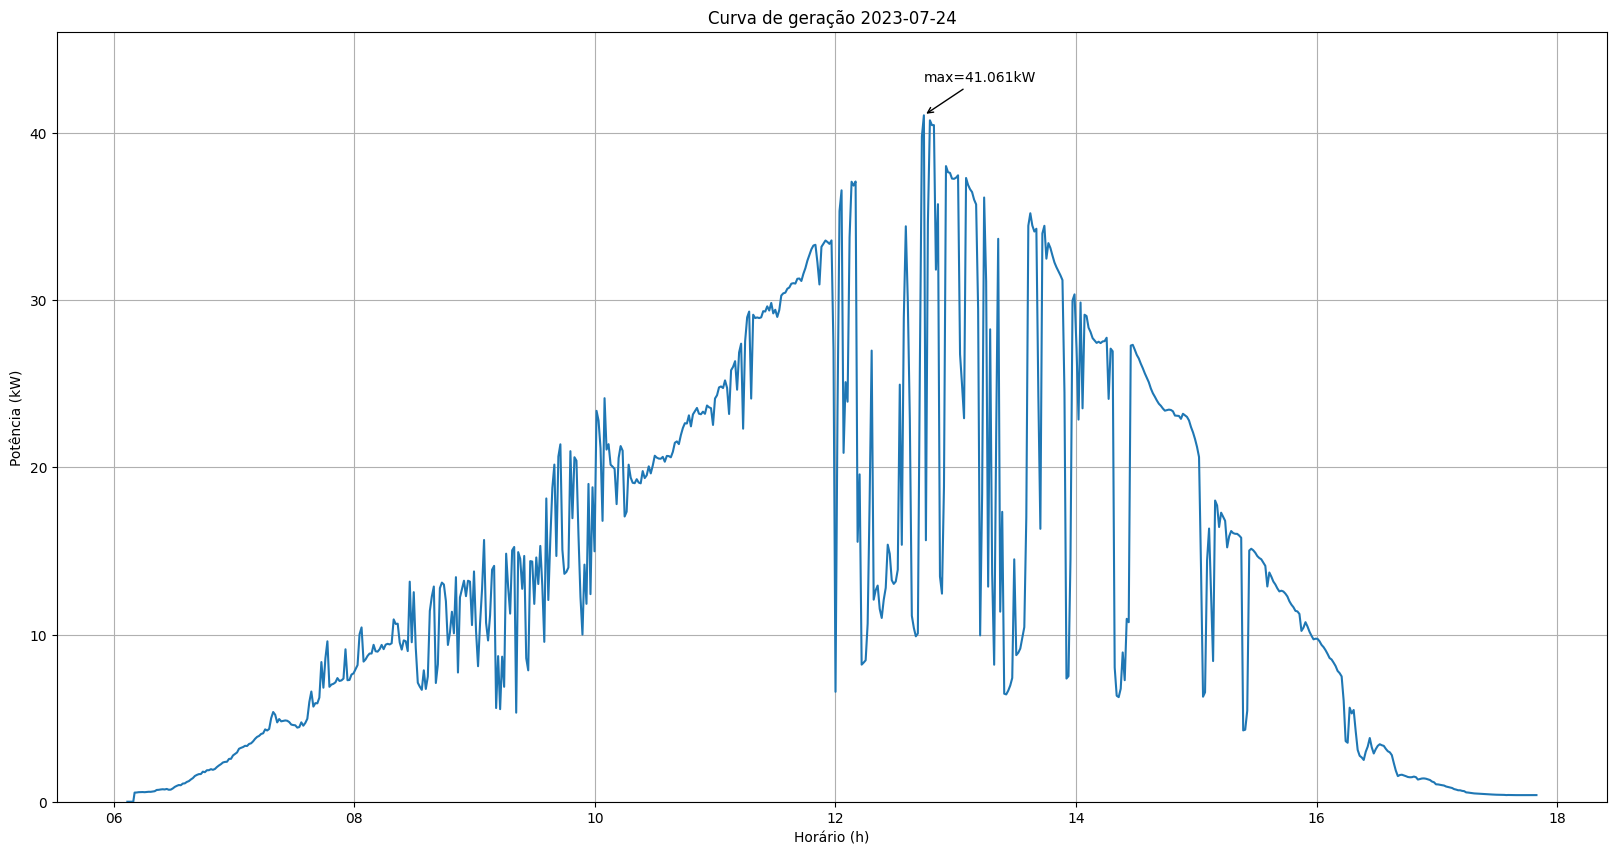 Curva de geração 2023-07-24
max=41.061kW
Potência (kW)
40
30
20
10
0
06 08 10 12 14 16 18
Horário (h)